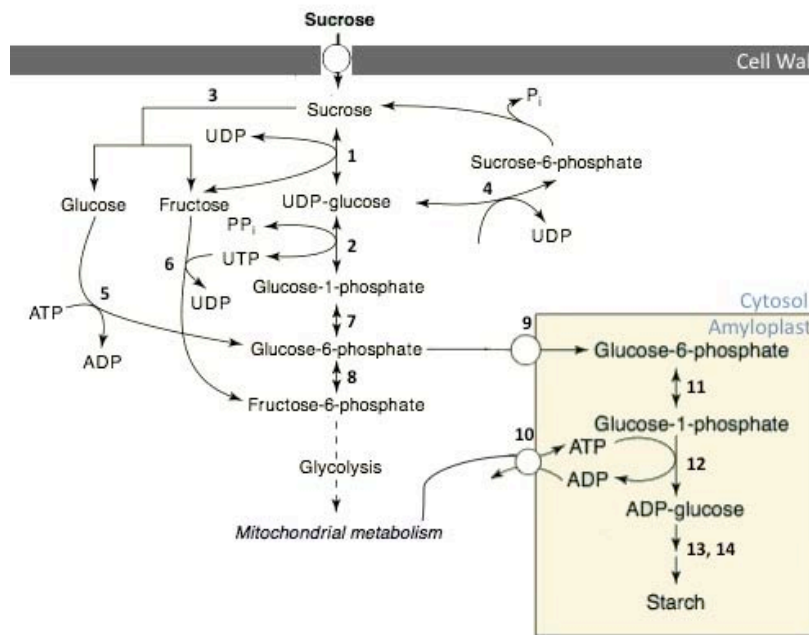 Sucrose
Cell Wal
3
Sucrose
Pi
UDP
1
Sucrose-6-phosphate
4
Glucose
Fructose
UDP-glucose
UDP
PPi
2
6
UTP
5
UDP
Glucose-1-phosphate
ATP
7
Cytosol
9
Amyloplast
Glucose-6-phosphate
Glucose-6-phosphate
ADP
8
11
Fructose-6-phosphate
Glucose-1-phosphate
10
ATP
12
Glycolysis
ADP
ADP-glucose
Mitochondrial metabolism
13, 14
Starch